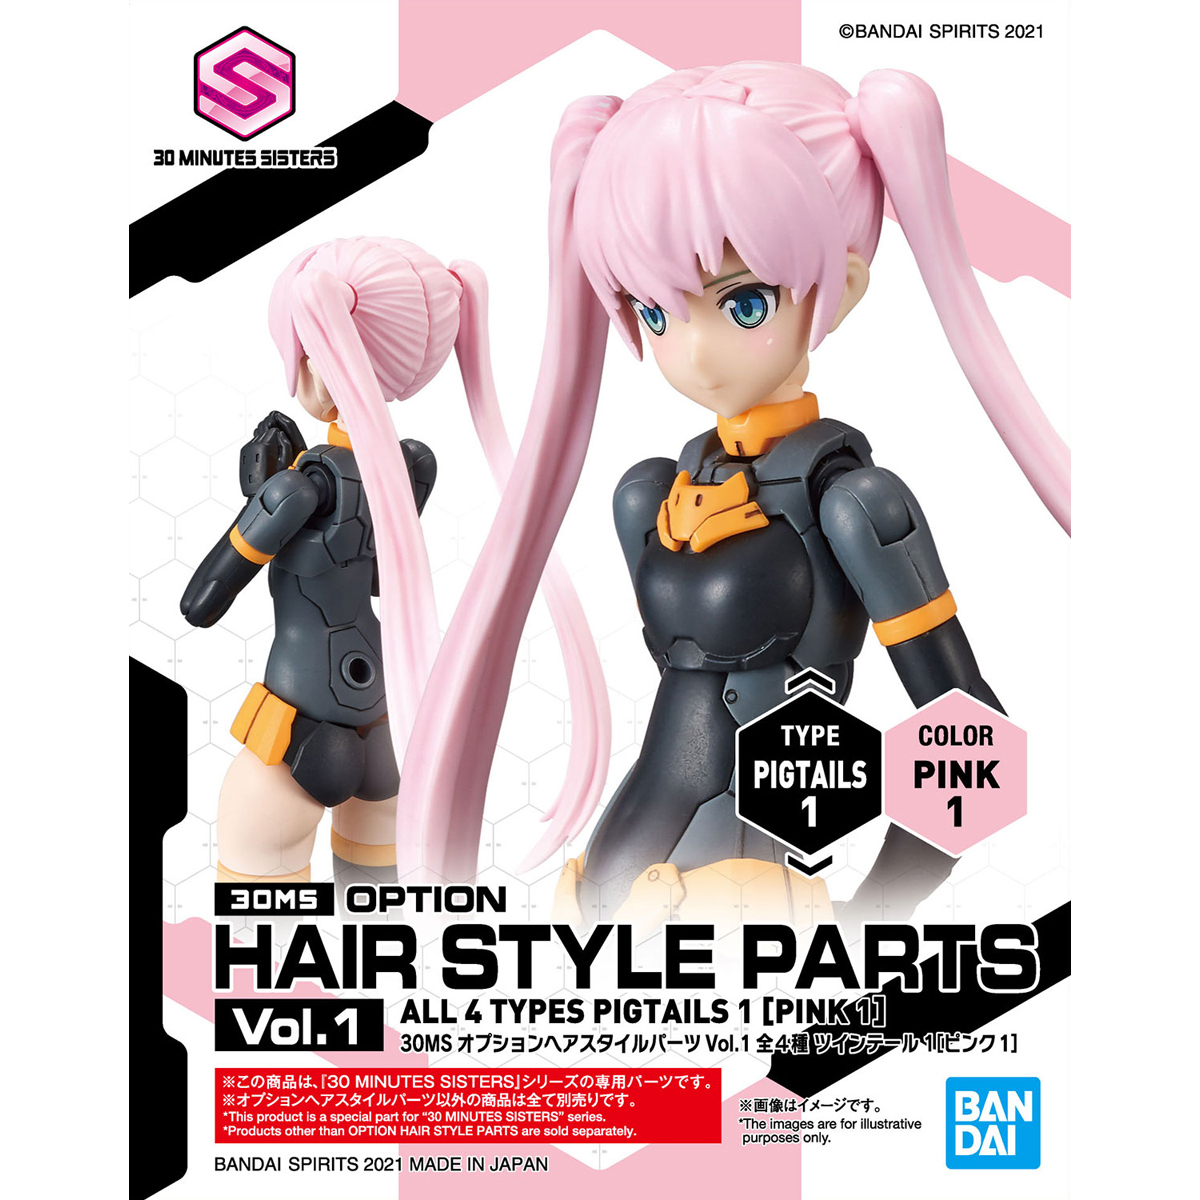 ©BANDAI SPIRITS 2021
30 MINUTES SISTERS
TYPE
PIGTAILS
1
COLOR
PINK
1
30MS OPTION
HAIR STYLE PARTS
Vol.1
ALL 4 TYPES PIGTAILS 1 [PINK 1]
30MS オプションヘアスタイルパーツ Vol.1 全4種 ツインテール 1[ピンク1]
※この商品は、『30 MINUTES SISTERS』シリーズの専用パーツです。
※オプションヘアスタイルパーツ以外の商品は全て別売りです。
*This product is a special part for “30 MINUTES SISTERS” series.
*Products other than OPTION HAIR STYLE PARTS are sold separately.
※画像はイメージです。
*The images are for illustrative
purposes only.
BAN
DAI
BANDAI SPIRITS 2021 MADE IN JAPAN